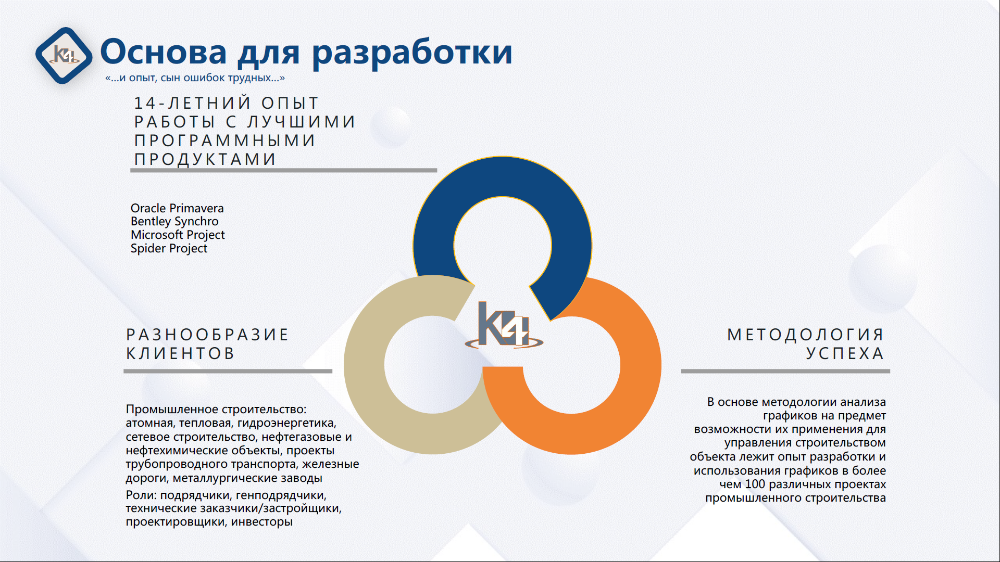 K4
Основа для разработки
«...и опыт, сын ошибок трудных...»
14-ЛЕТНИЙ ОПЫТ
РАБОТЫ С ЛУЧШИМИ
ПРОГРАММНЫМИ
ПРОДУКТАМИ
Oracle Primavera
Bentley Synchro
Microsoft Project
Spider Project
K4
РАЗНООБРАЗИЕ
КЛИЕНТОВ
Промышленное строительство:
атомная, тепловая, гидроэнергетика,
сетевое строительство, нефтегазовые и
нефтехимические объекты, проекты
трубопроводного транспорта, железные
дороги, металлургические заводы
Роли: подрядчики, генподрядчики,
технические заказчики/застройщики,
проектировщики, инвесторы
МЕТОДОЛОГИЯ
УСПЕХА
В основе методологии анализа
графиков на предмет
возможности их применения для
управления строительством
объекта лежит опыт разработки и
использования графиков в более
чем 100 различных проектах
промышленного строительства